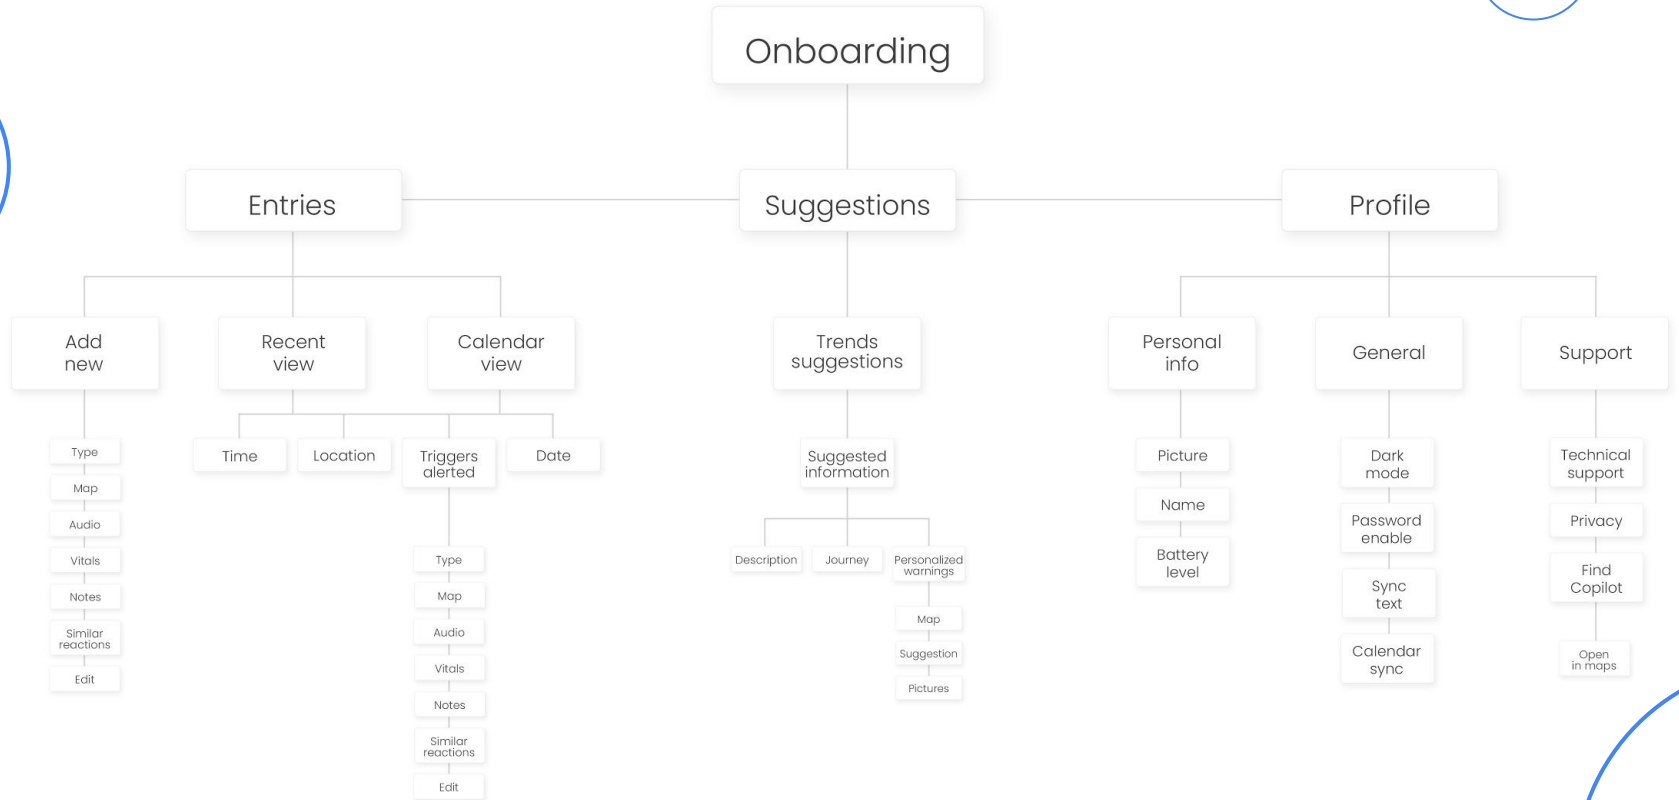 Onboarding
Entries
Suggestions
Profile
Add
new
Recent
view
Calendar
view
Trends
suggestions
Personal
info
General
Support
Type
Map
Audio
Vitals
Notes
Similar
reactions
Edit
Time
Location
Triggers
alerted
Date
Type
Map
Audio
Vitals
Notes
Similar
reactions
Edit
Suggested
information
Description
Journey
Personalized
warnings
Map
Suggestion
Pictures
Picture
Name
Battery
level
Dark
mode
Password
enable
Sync
text
Calendar
sync
Technical
support
Privacy
Find
Copilot
Open
in maps